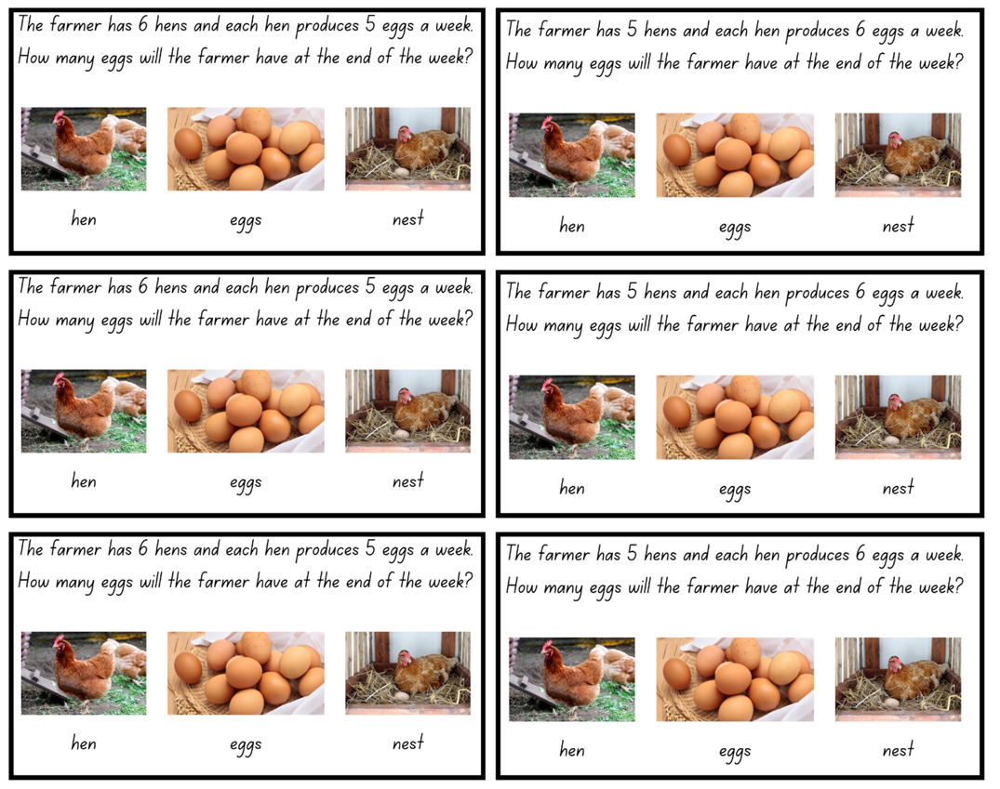 The farmer has 6 hens and each hen produces 5 eggs a week.
How many eggs will the farmer have at the end of the week?
hen eggs nest
The farmer has 5 hens and each hen produces 6 eggs a week.
How many eggs will the farmer have at the end of the week?
hen eggs nest
The farmer has 6 hens and each hen produces 5 eggs a week.
How many eggs will the farmer have at the end of the week?
hen eggs nest
The farmer has 5 hens and each hen produces 6 eggs a week.
How many eggs will the farmer have at the end of the week?
hen eggs nest
The farmer has 6 hens and each hen produces 5 eggs a week.
How many eggs will the farmer have at the end of the week?
hen eggs nest
The farmer has 5 hens and each hen produces 6 eggs a week.
How many eggs will the farmer have at the end of the week?
hen eggs nest